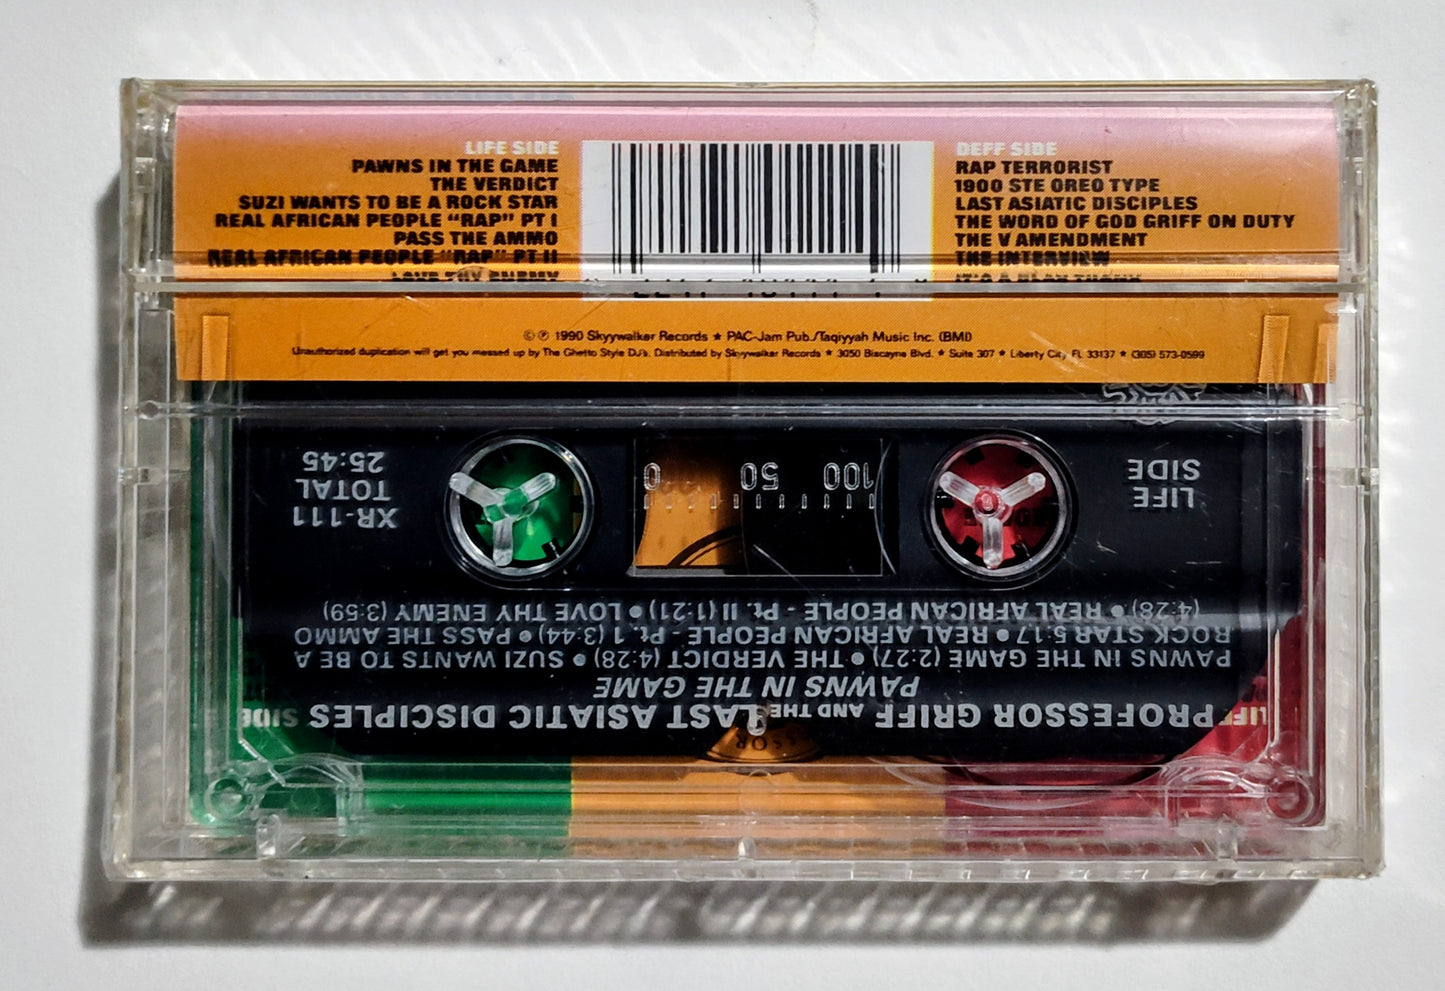 LIFE SIDE
PAWNS IN THE GAME
THE VERDICT
SUZI WANTS TO BE A ROCK STAR
REAL AFRICAN PEOPLE "RAP" PT I
PASS THE AMMO
REAL AFRICAN PEOPLE "RAP" PT II
LOVE THY ENEMY
DEFF SIDE
RAP TERRORIST
1900 STE OREO TYPE
LAST ASIATIC DISCIPLES
THE WORD OF GOD GRIFF ON DUTY
THE V AMENDMENT
THE INTERVIEW
© ℗ 1990 Skyywalker Records ★ PAC-Jam Pub./Taqiyyah Music Inc. (BMI)
Unauthorized duplication will get you messed up by The Ghetto Style DJ's. Distributed by Skyywalker Records ★ 3050 Biscayne Blvd. ★ Suite 307 ★ Liberty City FL 33137 ★ (305) 573-0599
PROFESSOR GRIFF AND THE LAST ASIATIC DISCIPLES
PAWNS IN THE GAME
PAWNS IN THE GAME (2:27) • THE VERDICT (4:28) • SUZI WANTS TO BE A
ROCK STAR 5:17 • REAL AFRICAN PEOPLE - Pt. 1 (3:44) • PASS THE AMMO
(4:28) • REAL AFRICAN PEOPLE - Pt. II (1:21) • LOVE THY ENEMY (3:59)
LIFE
SIDE
100 50 0
XR-111
TOTAL
25:45